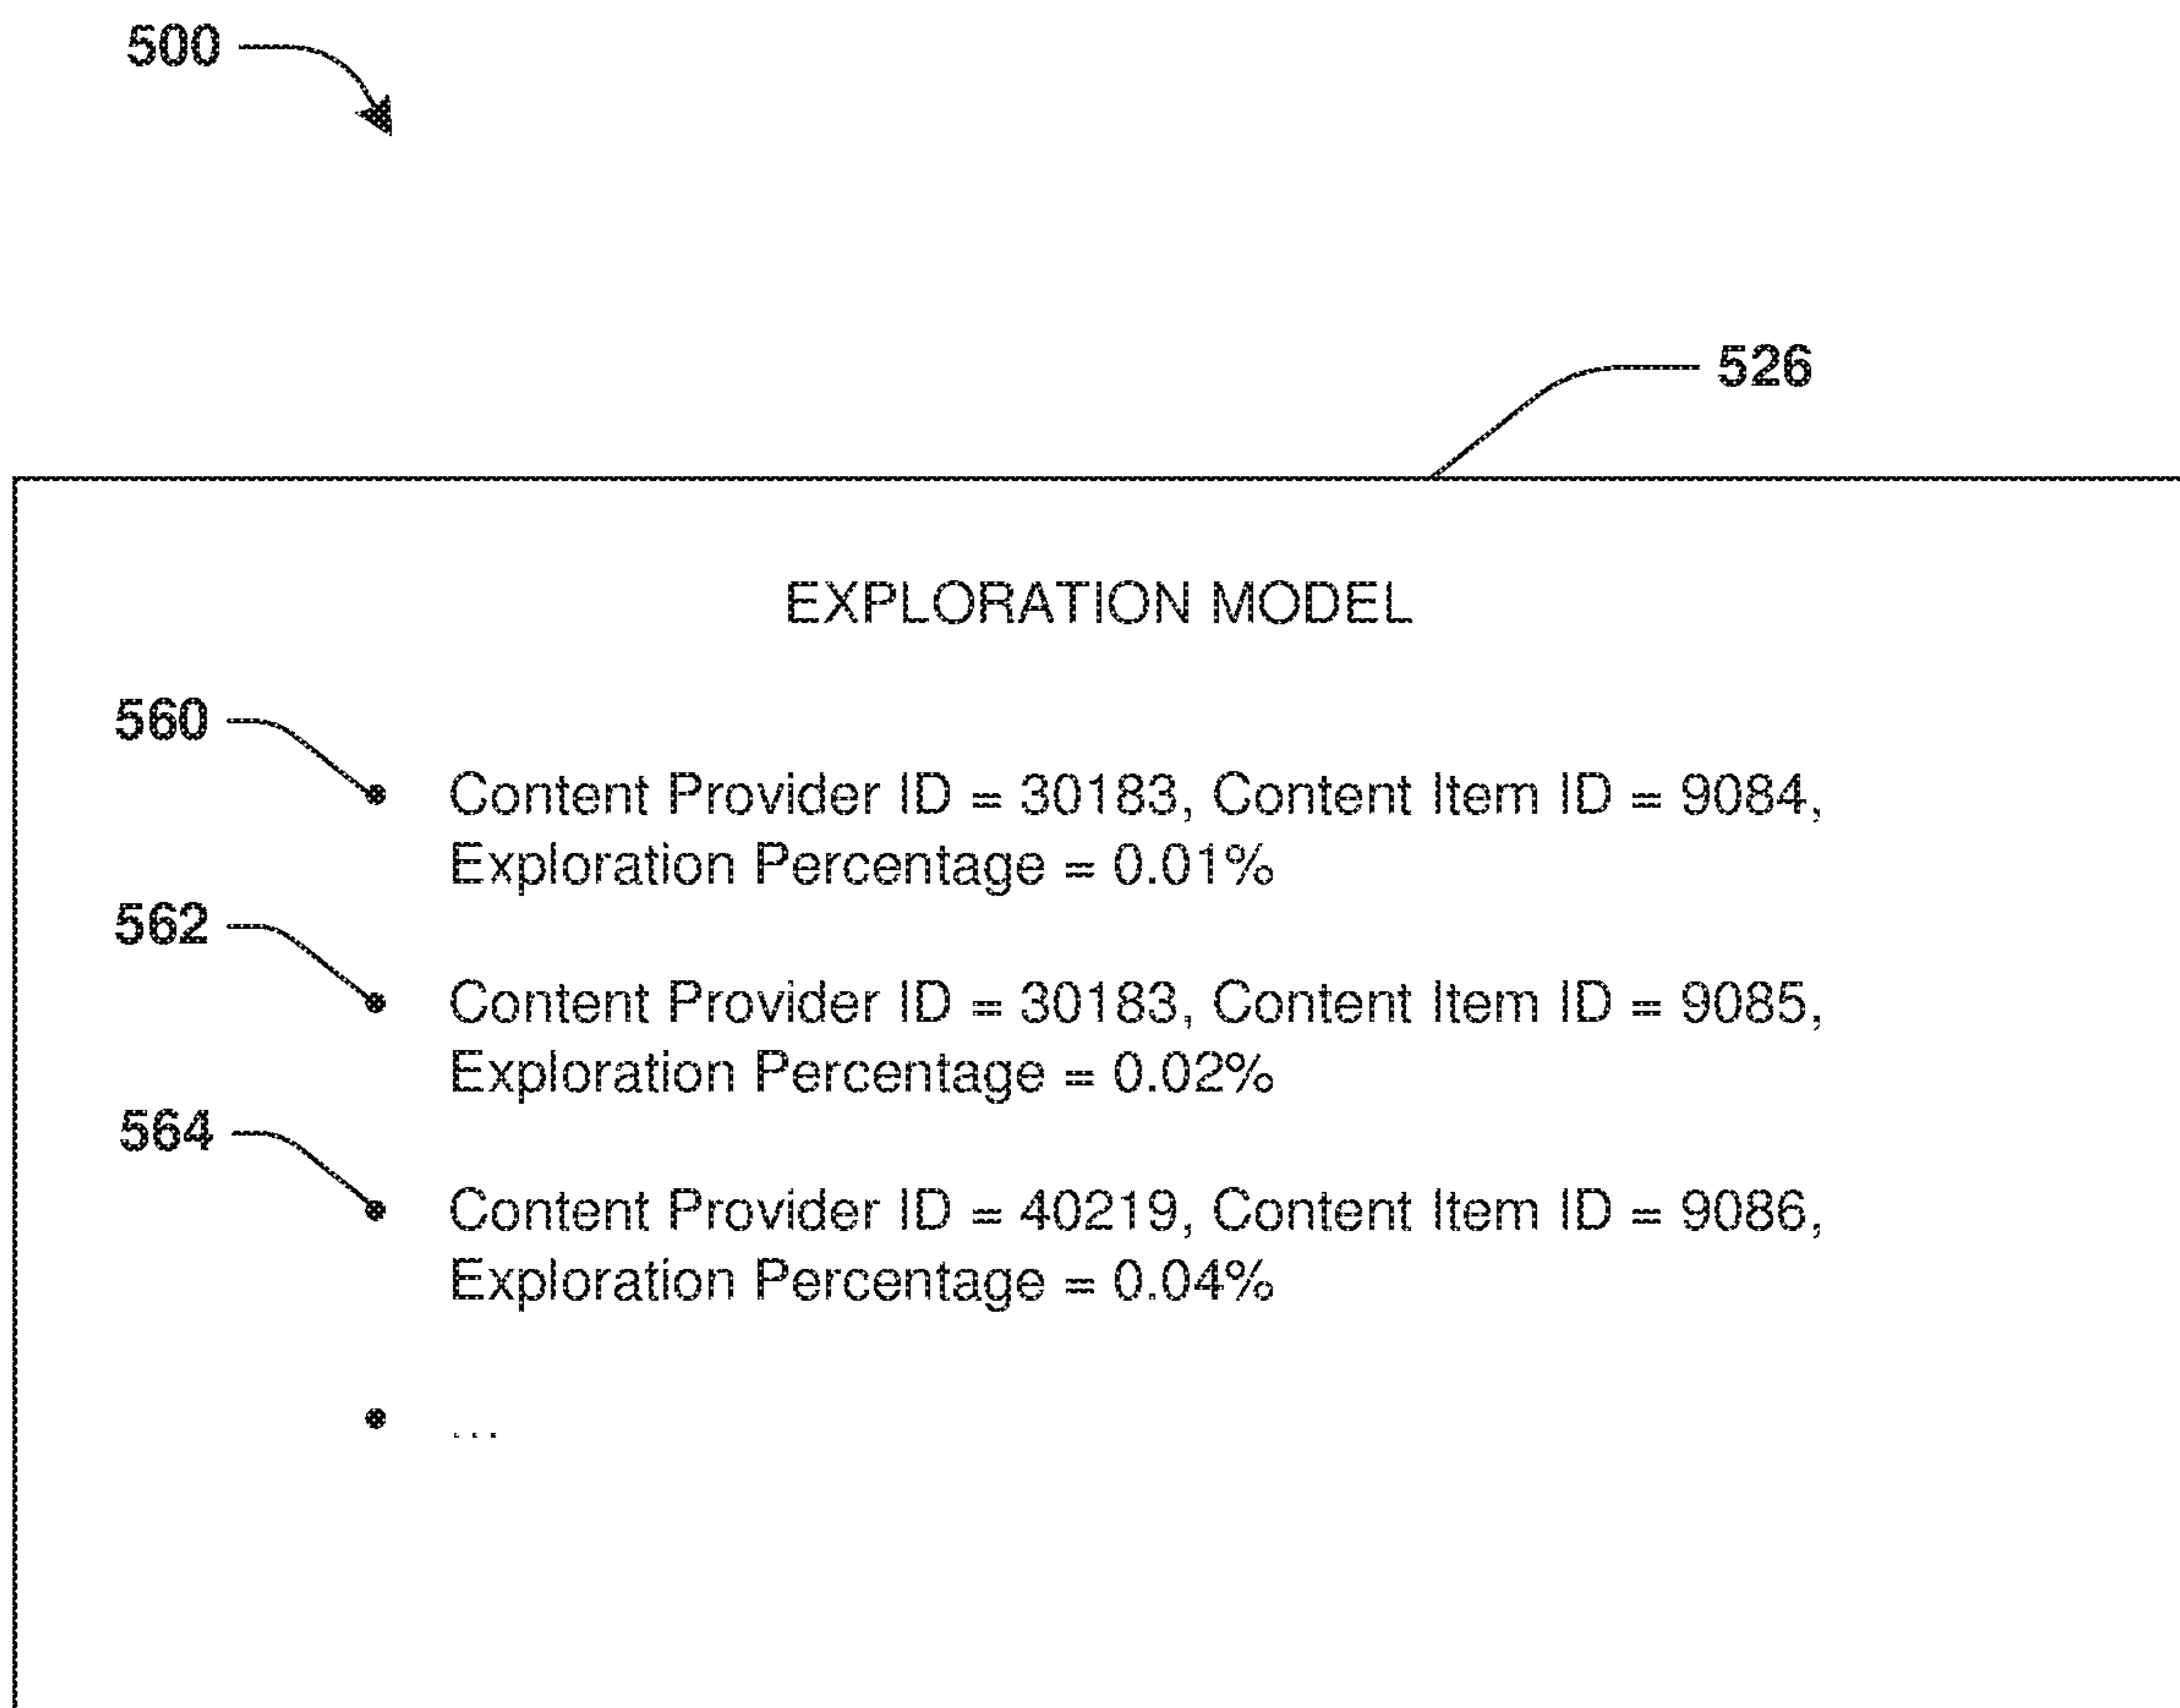 500
526
EXPLORATION MODEL
560
• Content Provider ID = 30183, Content Item ID = 9084,
Exploration Percentage = 0.01%
562
• Content Provider ID = 30183, Content Item ID = 9085,
Exploration Percentage = 0.02%
564
• Content Provider ID = 40219, Content Item ID = 9086,
Exploration Percentage = 0.04%
• ...